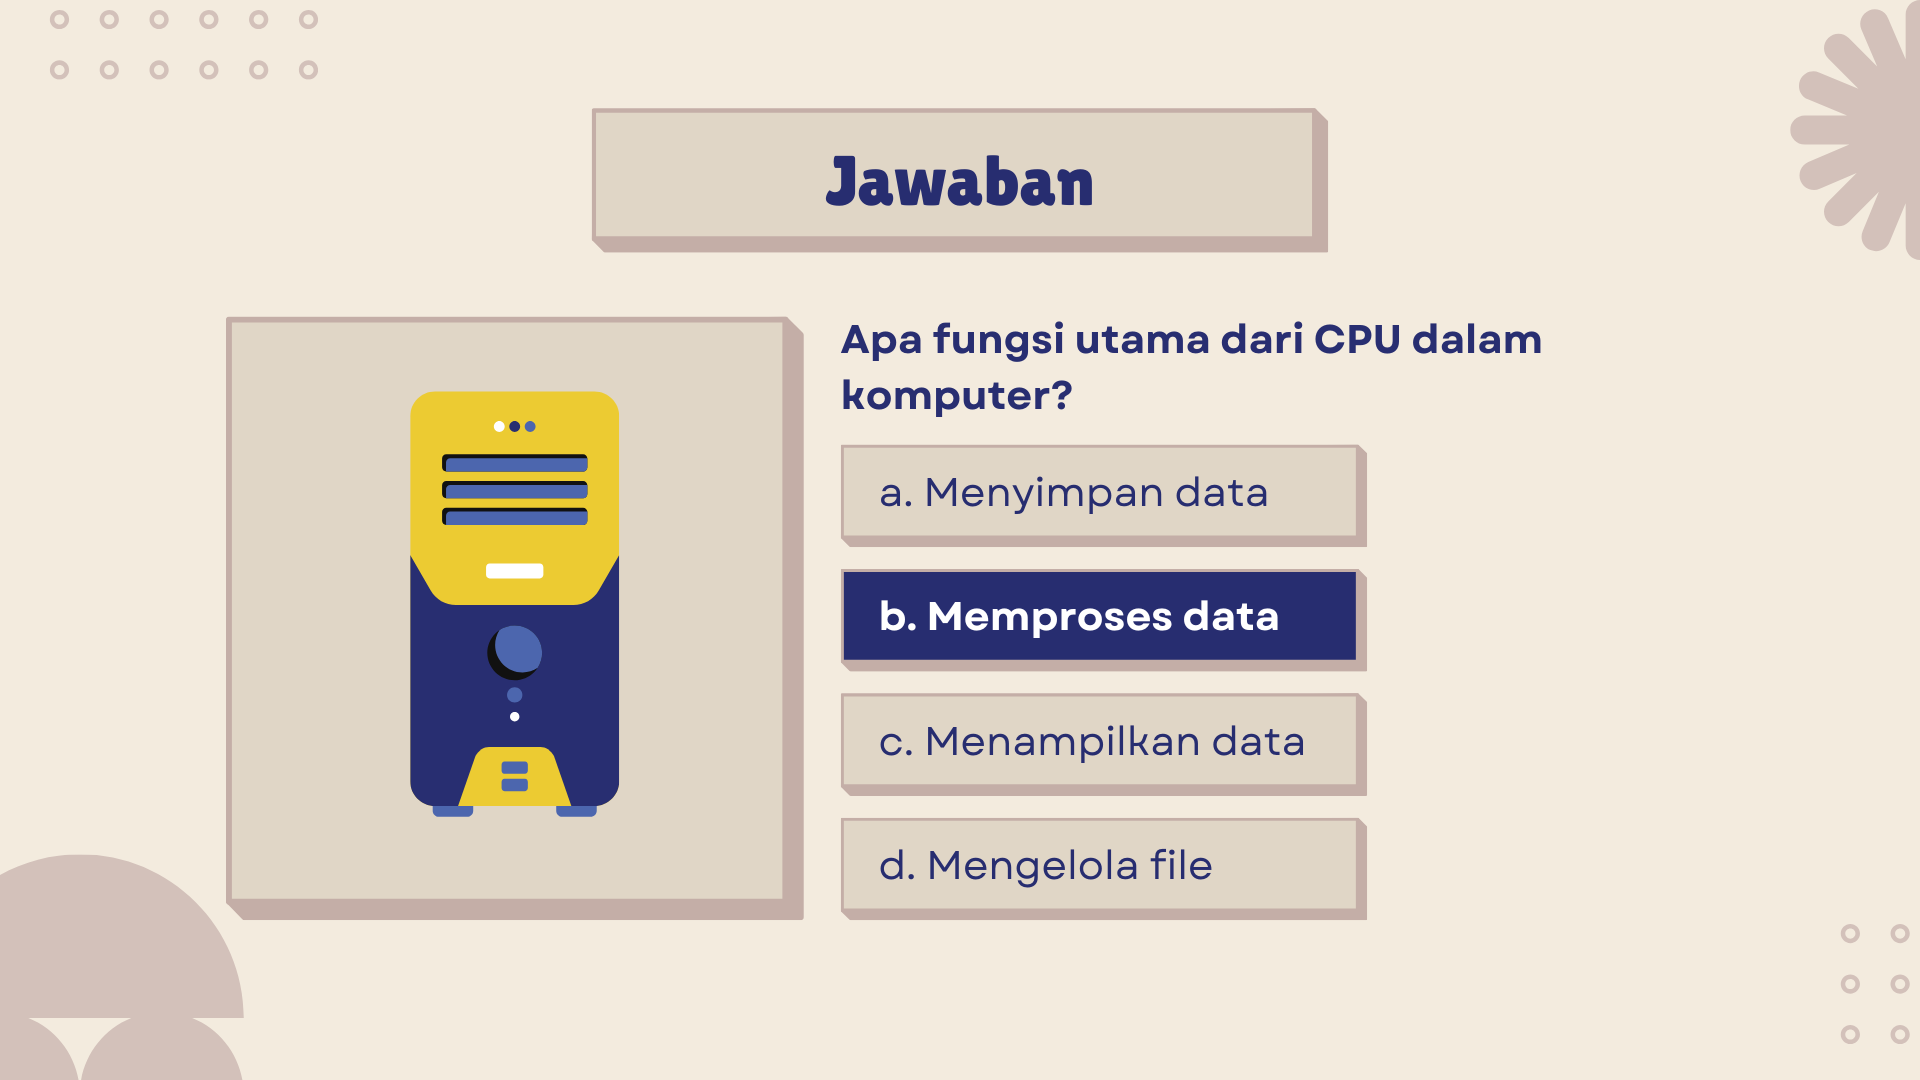 Jawaban
Apa fungsi utama dari CPU dalam
komputer?
a. Menyimpan data
b. Memproses data
c. Menampilkan data
d. Mengelola file